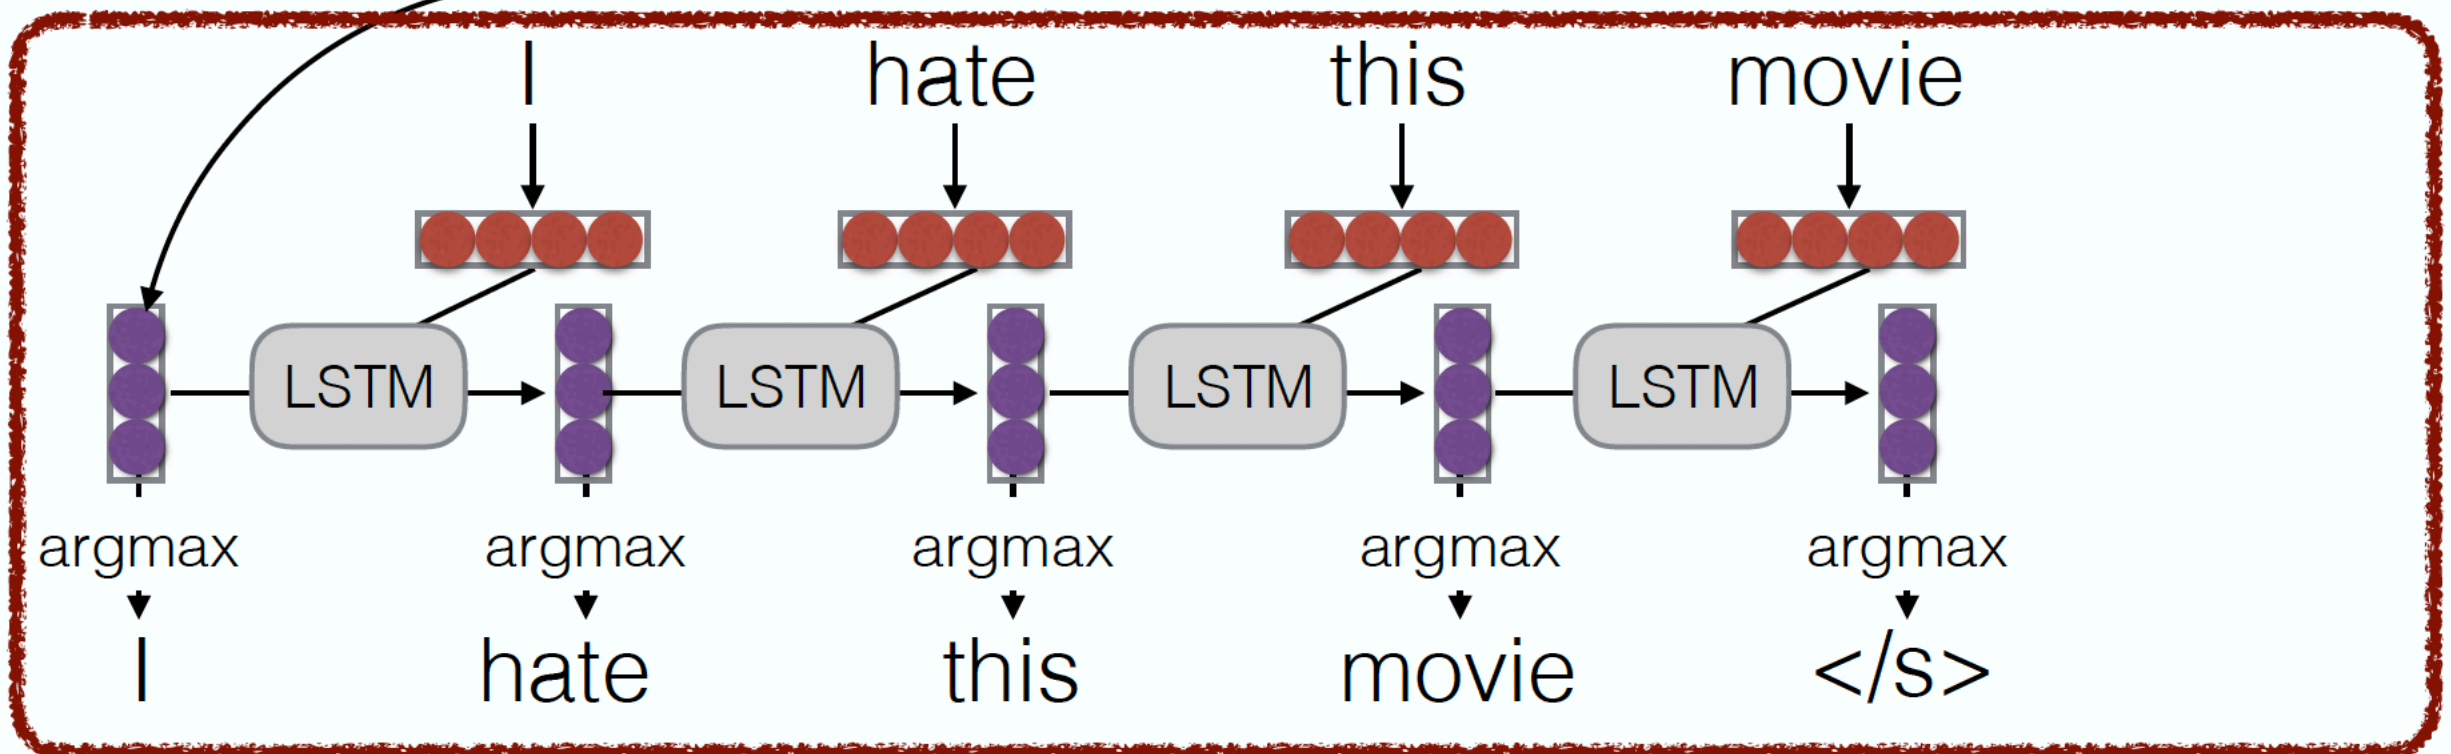 I hate this movie
LSTM LSTM LSTM LSTM
argmax argmax argmax argmax argmax
I hate this movie </s>